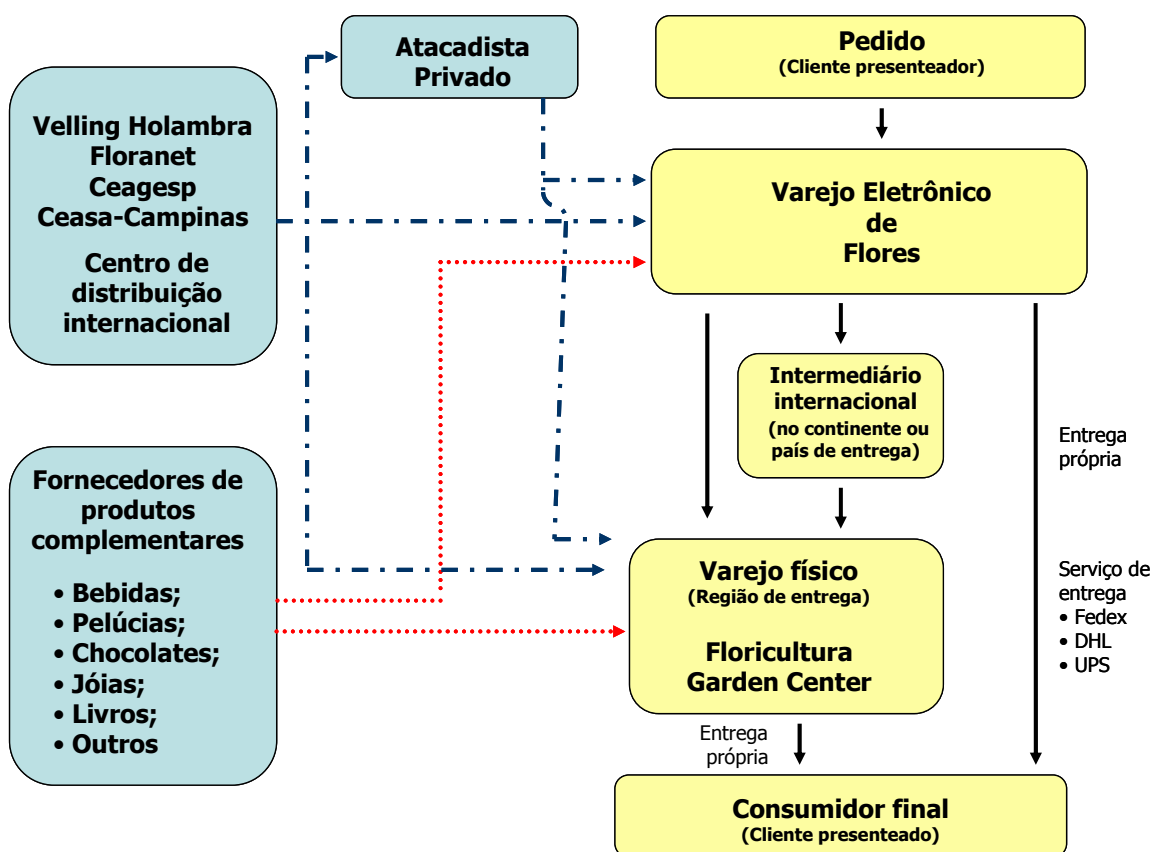 Atacadista
Privado
Pedido
(Cliente presenteador)
Velling Holambra
Floranet
Ceagesp
Ceasa-Campinas
Centro de
distribuição
internacional
Varejo Eletrônico
de
Flores
Intermediário
internacional
(no continente ou
país de entrega)
Entrega
própria
Fornecedores de
produtos
complementares
• Bebidas;
• Pelúcias;
• Chocolates;
• Jóias;
• Livros;
• Outros
Varejo físico
(Região de entrega)
Floricultura
Garden Center
Serviço de
entrega
• Fedex
• DHL
• UPS
Entrega
própria
Consumidor final
(Cliente presenteado)